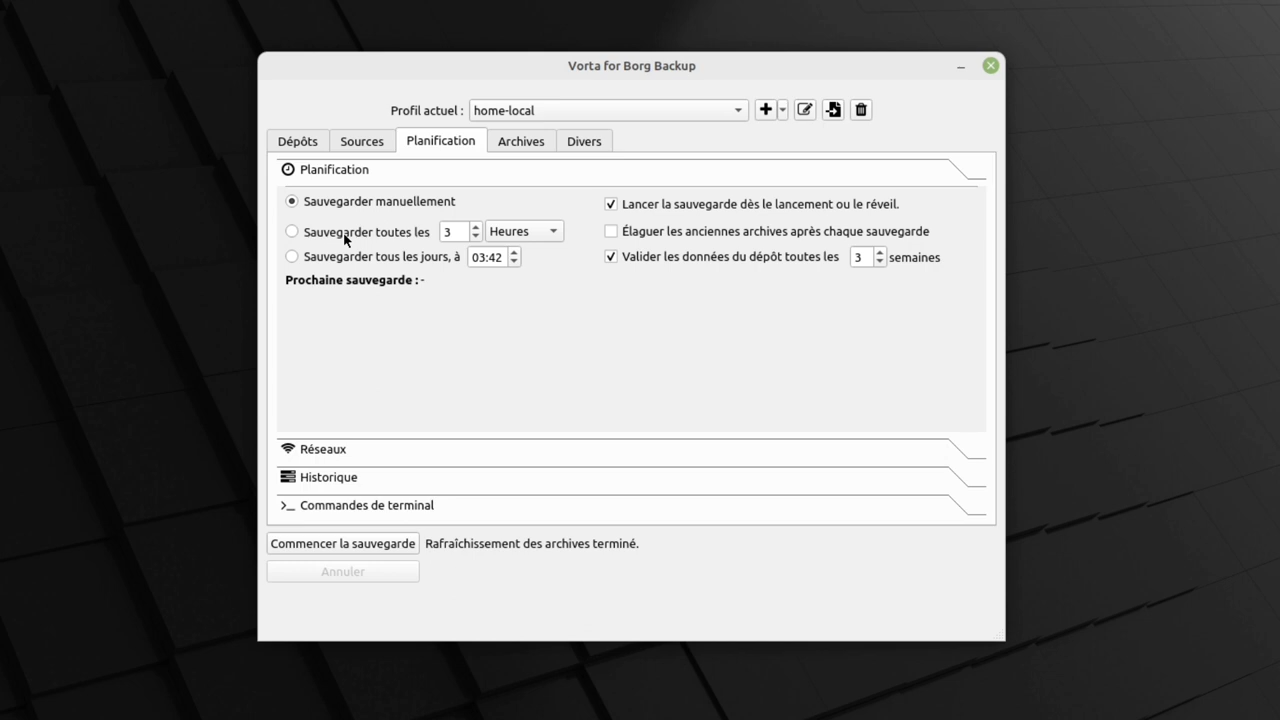 Vorta for Borg Backup
Profil actuel : home-local
Dépôts Sources Planification Archives Divers
Planification
Sauvegarder manuellement
Lancer la sauvegarde dès le lancement ou le réveil.
Sauvegarder toutes les 3 Heures
Élaguer les anciennes archives après chaque sauvegarde
Sauvegarder tous les jours, à 03:42
Valider les données du dépôt toutes les 3 semaines
Prochaine sauvegarde : -
Réseaux
Historique
Commandes de terminal
Commencer la sauvegarde Rafraîchissement des archives terminé.
Annuler